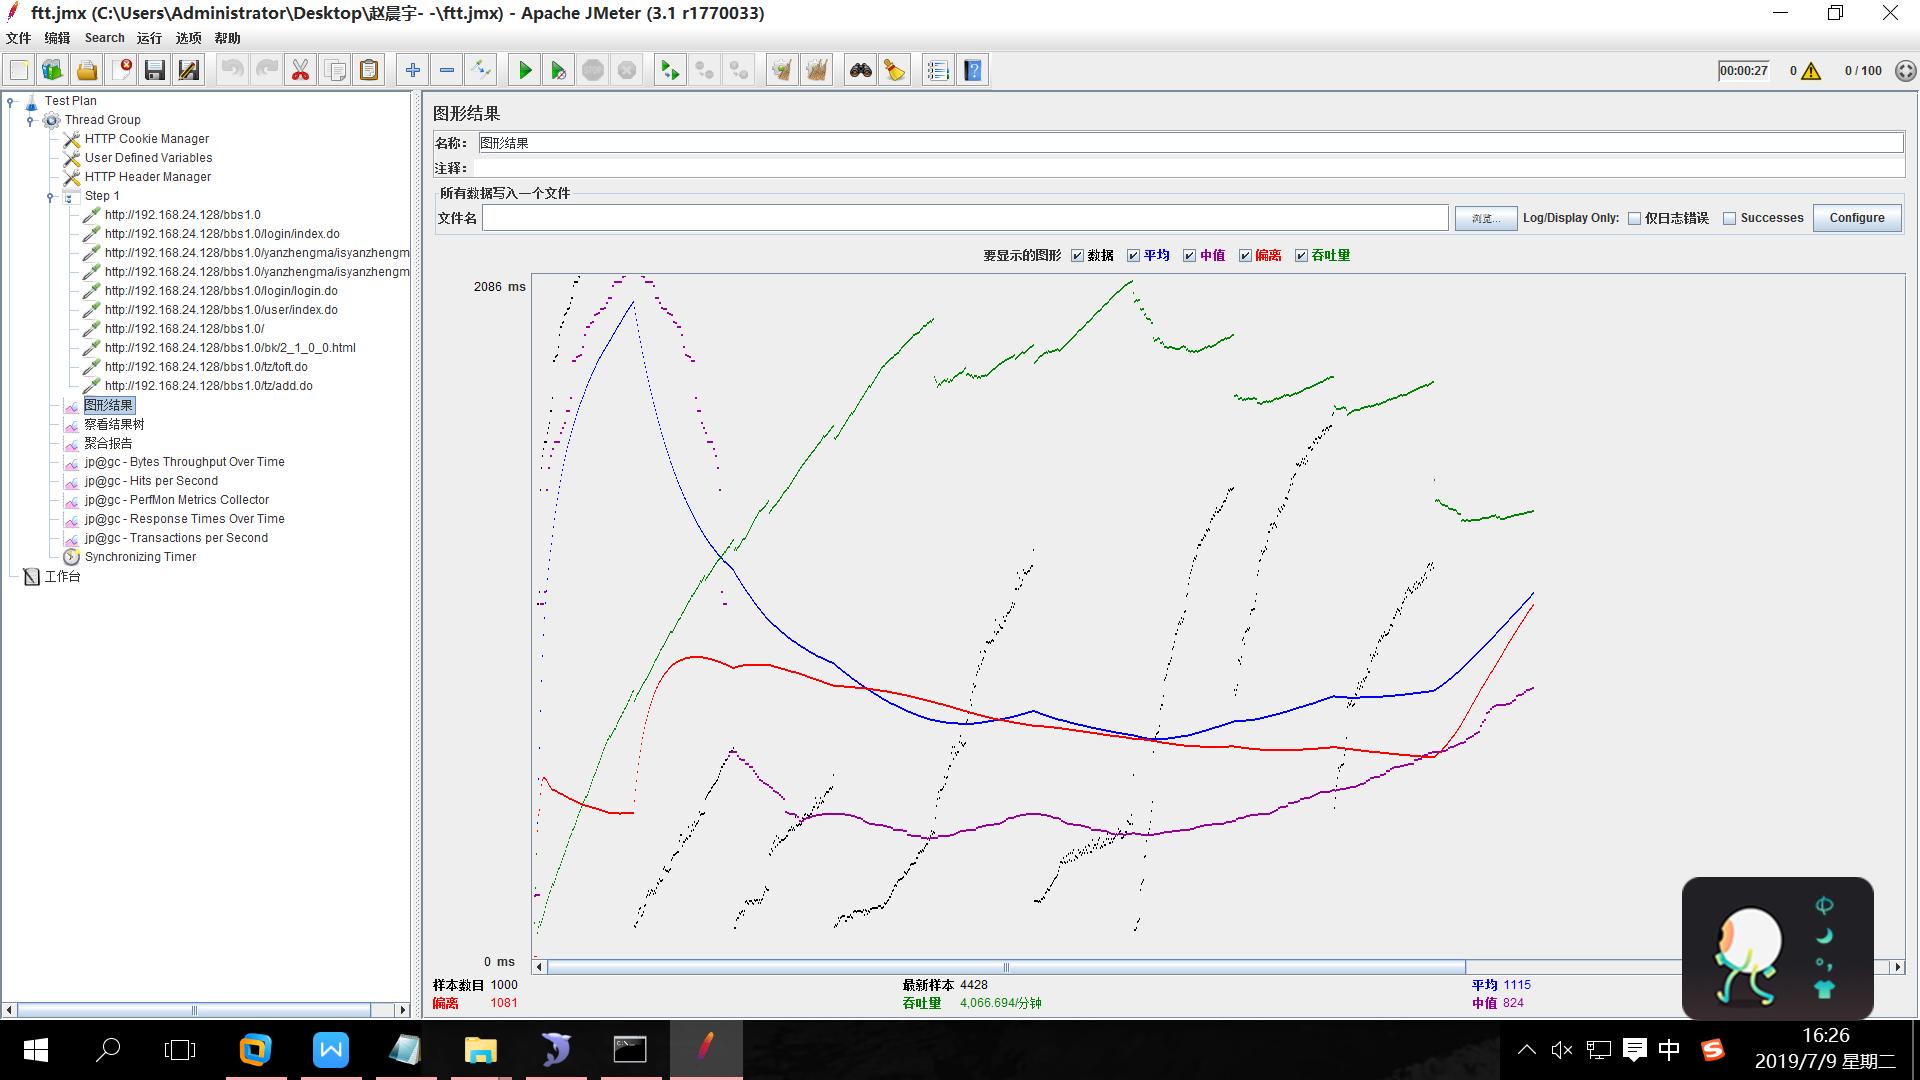 ftt.jmx (C:\Users\Administrator\Desktop\赵晨宇- -\ftt.jmx) - Apache JMeter (3.1 r1770033)
文件 编辑 Search 运行 选项 帮助
STOP
00:00:27 0 0 / 100
Test Plan
Thread Group
HTTP Cookie Manager
User Defined Variables
HTTP Header Manager
Step 1
http://192.168.24.128/bbs1.0
http://192.168.24.128/bbs1.0/login/index.do
http://192.168.24.128/bbs1.0/yanzhengma/isyanzhengm
http://192.168.24.128/bbs1.0/yanzhengma/isyanzhengm
http://192.168.24.128/bbs1.0/login/login.do
http://192.168.24.128/bbs1.0/user/index.do
http://192.168.24.128/bbs1.0/
http://192.168.24.128/bbs1.0/bk/2_1_0_0.html
http://192.168.24.128/bbs1.0/tz/toft.do
http://192.168.24.128/bbs1.0/tz/add.do
图形结果
察看结果树
聚合报告
jp@gc - Bytes Throughput Over Time
jp@gc - Hits per Second
jp@gc - PerfMon Metrics Collector
jp@gc - Response Times Over Time
jp@gc - Transactions per Second
Synchronizing Timer
工作台
图形结果
名称： 图形结果
注释：
所有数据写入一个文件
文件名 浏览... Log/Display Only: 仅日志错误 Successes Configure
要显示的图形 数据 平均 中值 偏离 吞吐量
2086 ms
0 ms
样本数目 1000 最新样本 4428 平均 1115
偏离 1081 吞吐量 4,066.694/分钟 中值 824
中
16:26
2019/7/9 星期二